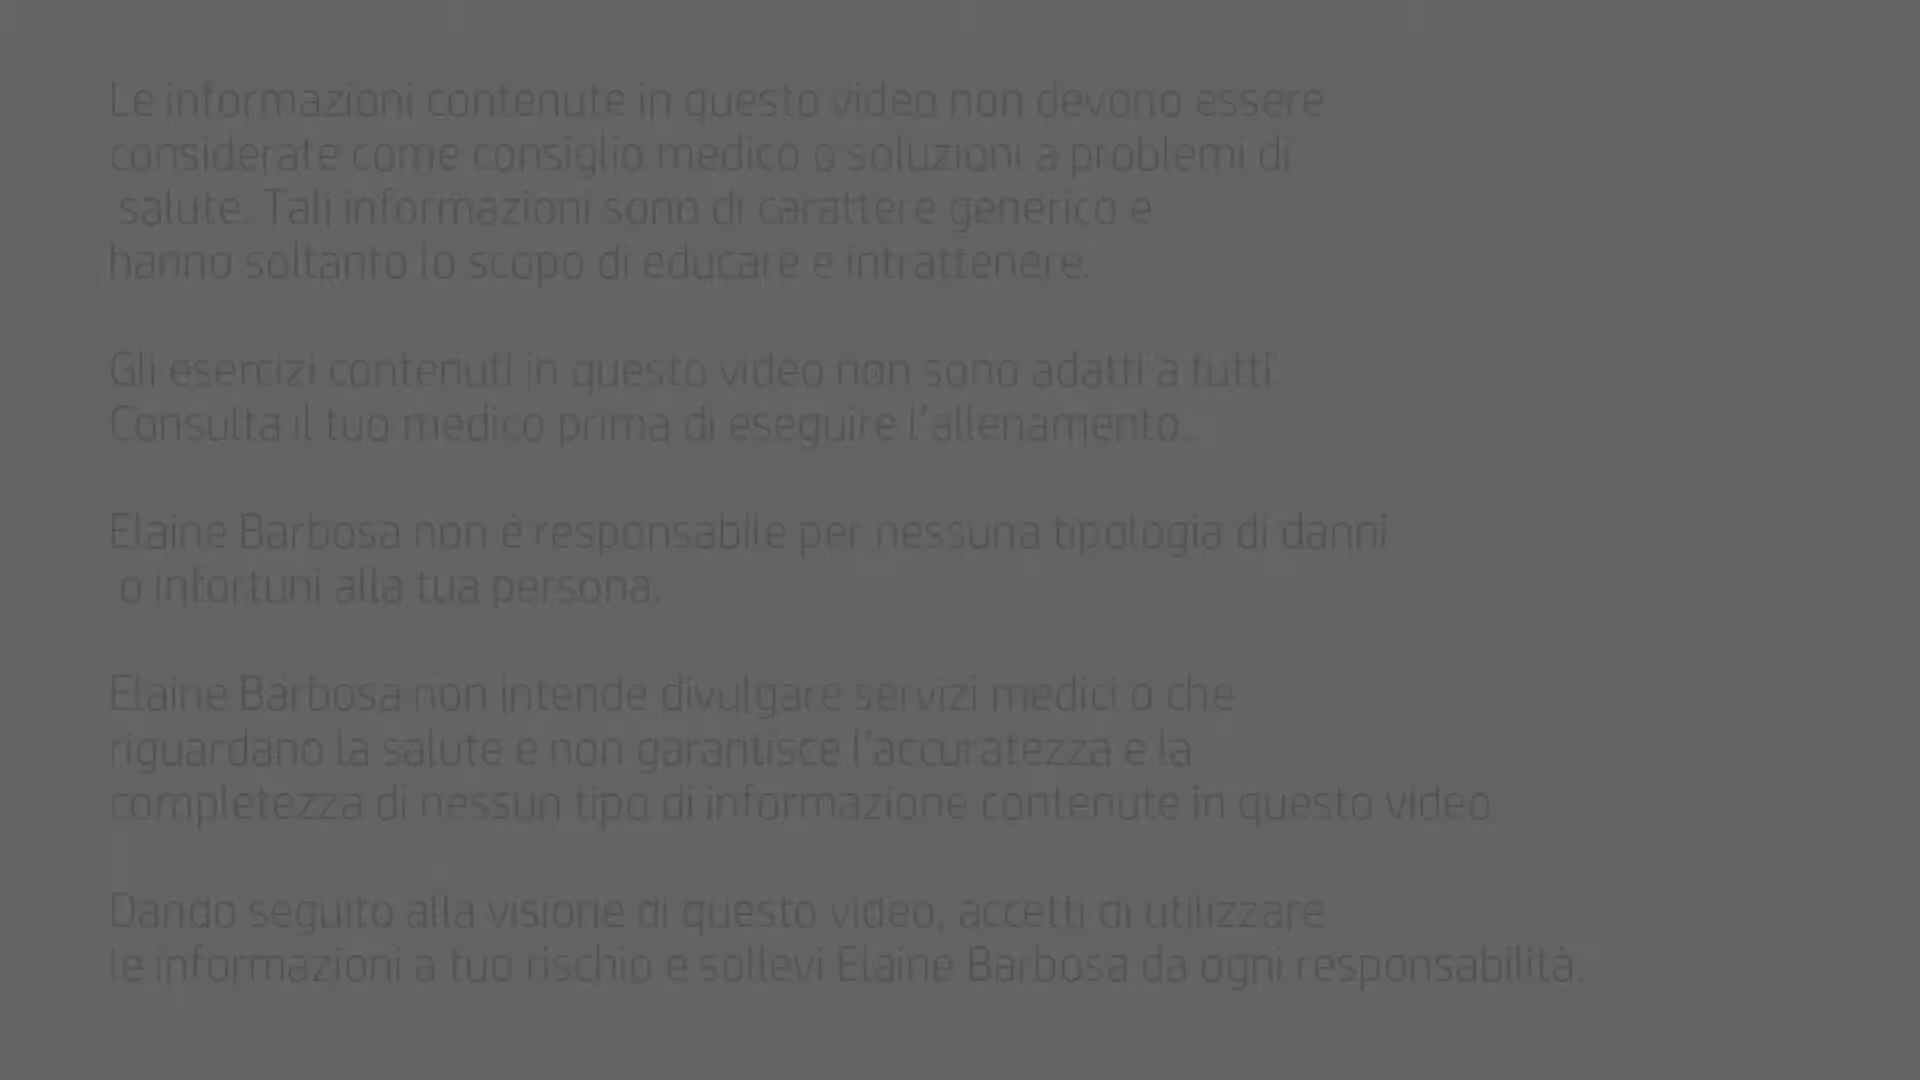 Le informazioni contenute in questo video non devono essere
considerate come consiglio medico o soluzioni a problemi di
salute. Tali informazioni sono di carattere generico e
hanno soltanto lo scopo di educare e intrattenere.
Gli esercizi contenuti in questo video non sono adatti a tutti.
Consulta il tuo medico prima di eseguire l'allenamento.
Elaine Barbosa non è responsabile per nessuna tipologia di danni
o infortuni alla tua persona.
Elaine Barbosa non intende divulgare servizi medici o che
riguardano la salute e non garantisce l'accuratezza e la
completezza di nessun tipo di informazione contenute in questo video.
Dando seguito alla visione di questo video, accetti di utilizzare
le informazioni a tuo rischio e sollevi Elaine Barbosa da ogni responsabilità.